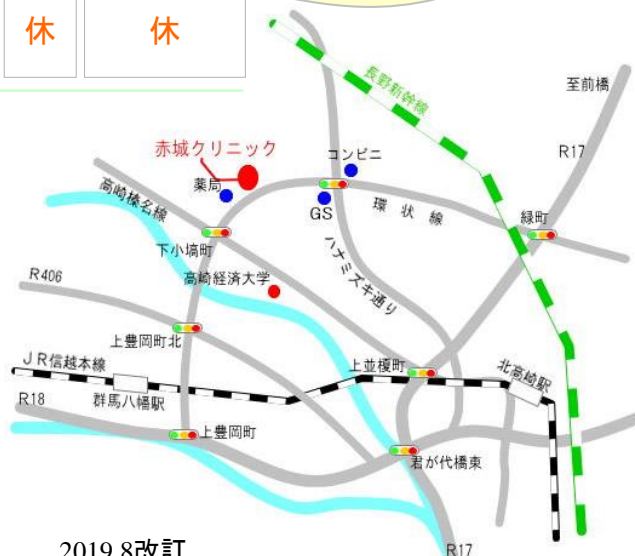 休 休
長野新幹線
至前橋
R17
赤城クリニック
コンビニ
薬局
高崎榛名線
GS
環状線
緑町
下小塙町
ハナミズキ通り
高崎経済大学
R406
上豊岡町北
JR信越本線
上並榎町
北高崎駅
群馬八幡駅
R18
上豊岡町
君が代橋東
R17
2019.8改訂